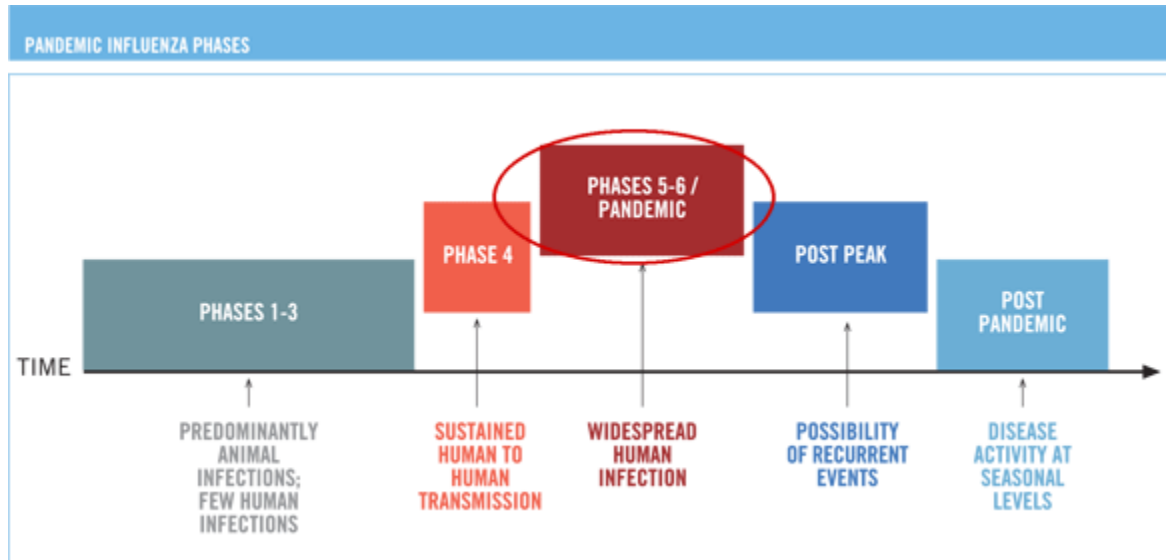 PANDEMIC INFLUENZA PHASES
PHASES 5-6 /
PANDEMIC
PHASE 4
POST PEAK
PHASES 1-3
POST
PANDEMIC
TIME
PREDOMINANTLY
ANIMAL
INFECTIONS;
FEW HUMAN
INFECTIONS
SUSTAINED
HUMAN TO
HUMAN
TRANSMISSION
WIDESPREAD
HUMAN
INFECTION
POSSIBILITY
OF RECURRENT
EVENTS
DISEASE
ACTIVITY AT
SEASONAL
LEVELS